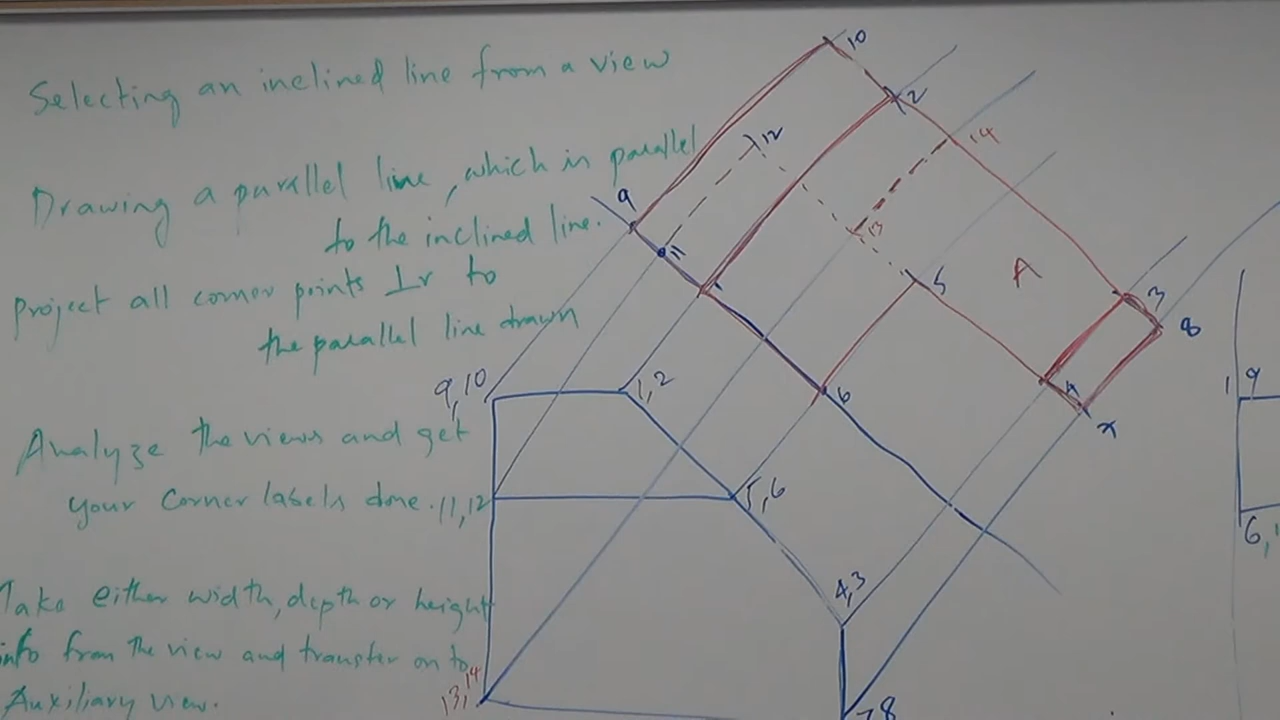 Selecting an inclined line from a view
Drawing a parallel line, which is parallel
to the inclined line.
Project all corner points ⊥r to
the parallel line drawn
Analyze the views and get
your corner labels done.
Take either width, depth or height
info from the view and transfer on to
Auxiliary view.
10
2
12
14
9
11
13
5
A
3
8
4
6
9,10
1,2
1
9
11,12
5,6
6,
4,3
13,14
7 8